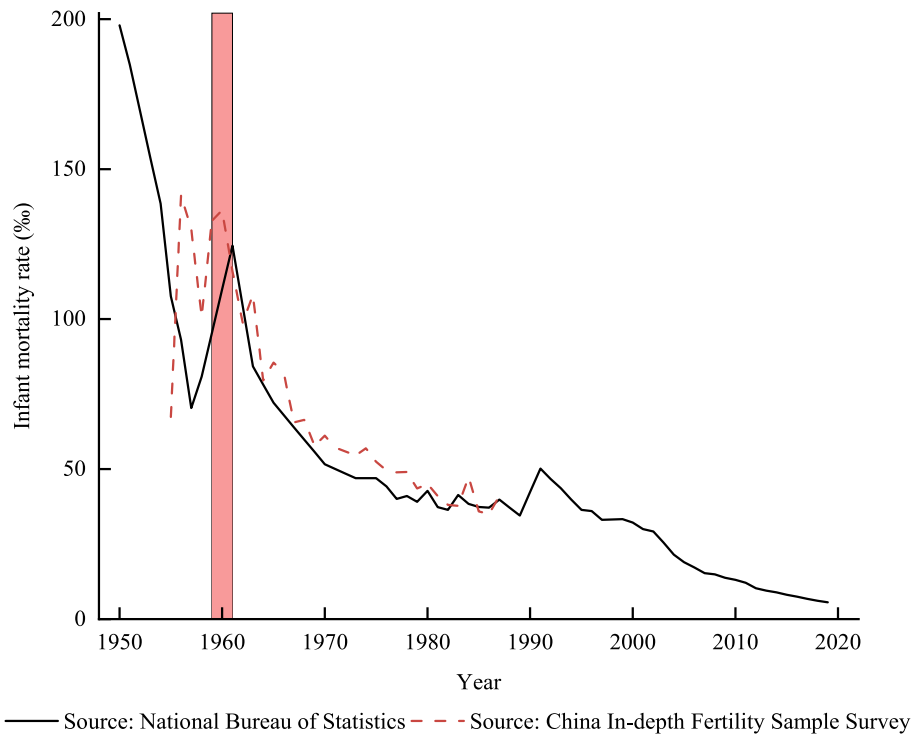 200
150
100
50
0
Infant mortality rate (‰)
1950 1960 1970 1980 1990 2000 2010 2020
Year
Source: National Bureau of Statistics Source: China In-depth Fertility Sample Survey